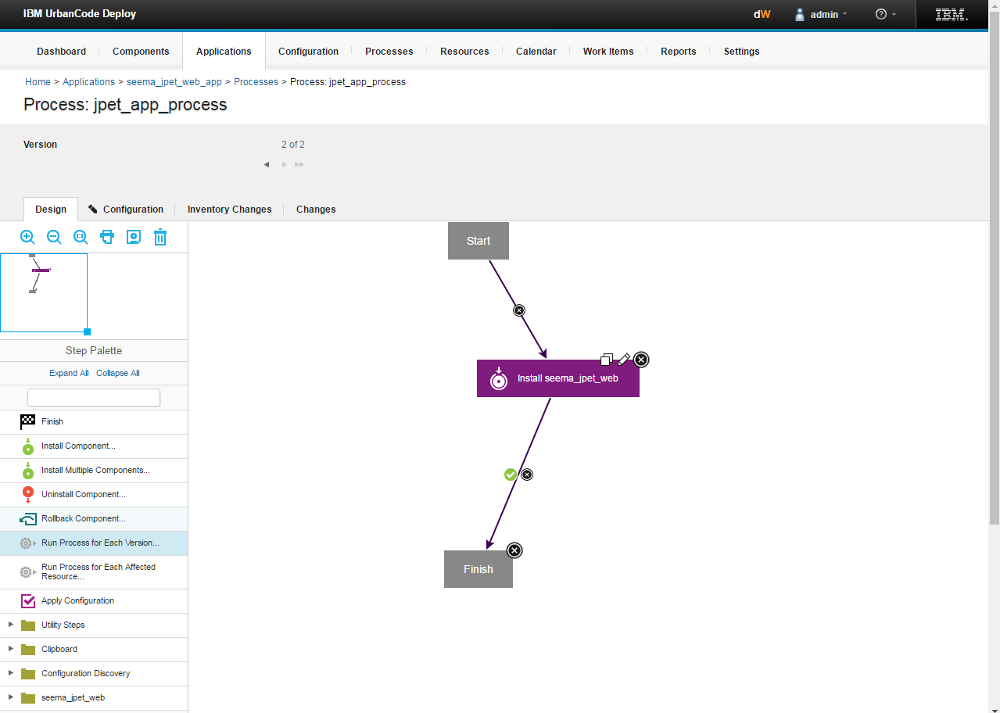 IBM UrbanCode Deploy
dW
admin
IBM.
Dashboard
Components
Applications
Configuration
Processes
Resources
Calendar
Work Items
Reports
Settings
Home > Applications > seema_jpet_web_app > Processes > Process: jpet_app_process
Process: jpet_app_process
Version
2 of 2
Design
Configuration
Inventory Changes
Changes
Step Palette
Expand All Collapse All
Finish
Install Component...
Install Multiple Components...
Uninstall Component...
Rollback Component...
Run Process for Each Version...
Run Process for Each Affected
Resource...
Apply Configuration
Utility Steps
Clipboard
Configuration Discovery
seema_jpet_web
Start
Install seema_jpet_web
Finish